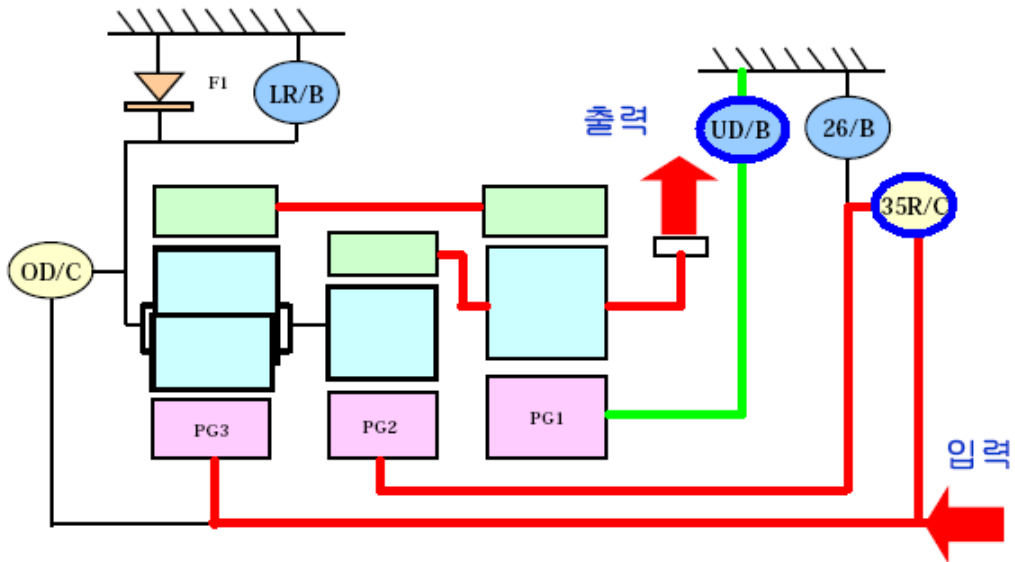 F1
LR/B
출력
UD/B
26/B
35R/C
OD/C
PG3
PG2
PG1
입력